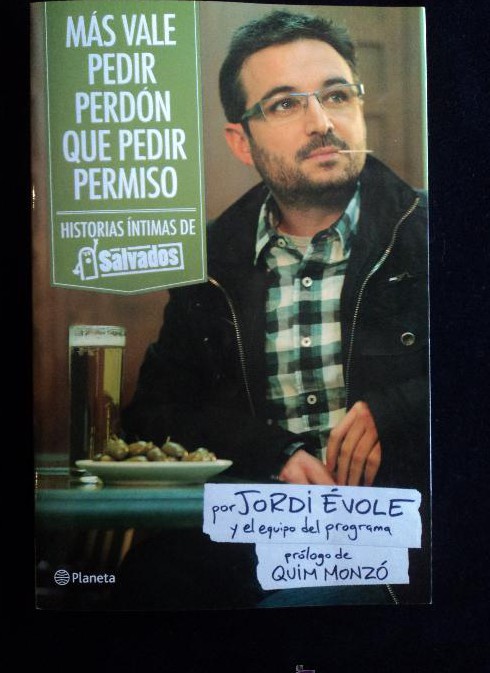 MÁS VALE
PEDIR
PERDÓN
QUE PEDIR
PERMISO
HISTORIAS ÍNTIMAS DE
Salvados
por JORDI ÉVOLE
y el equipo del programa
prólogo de
QUIM MONZÓ
Planeta